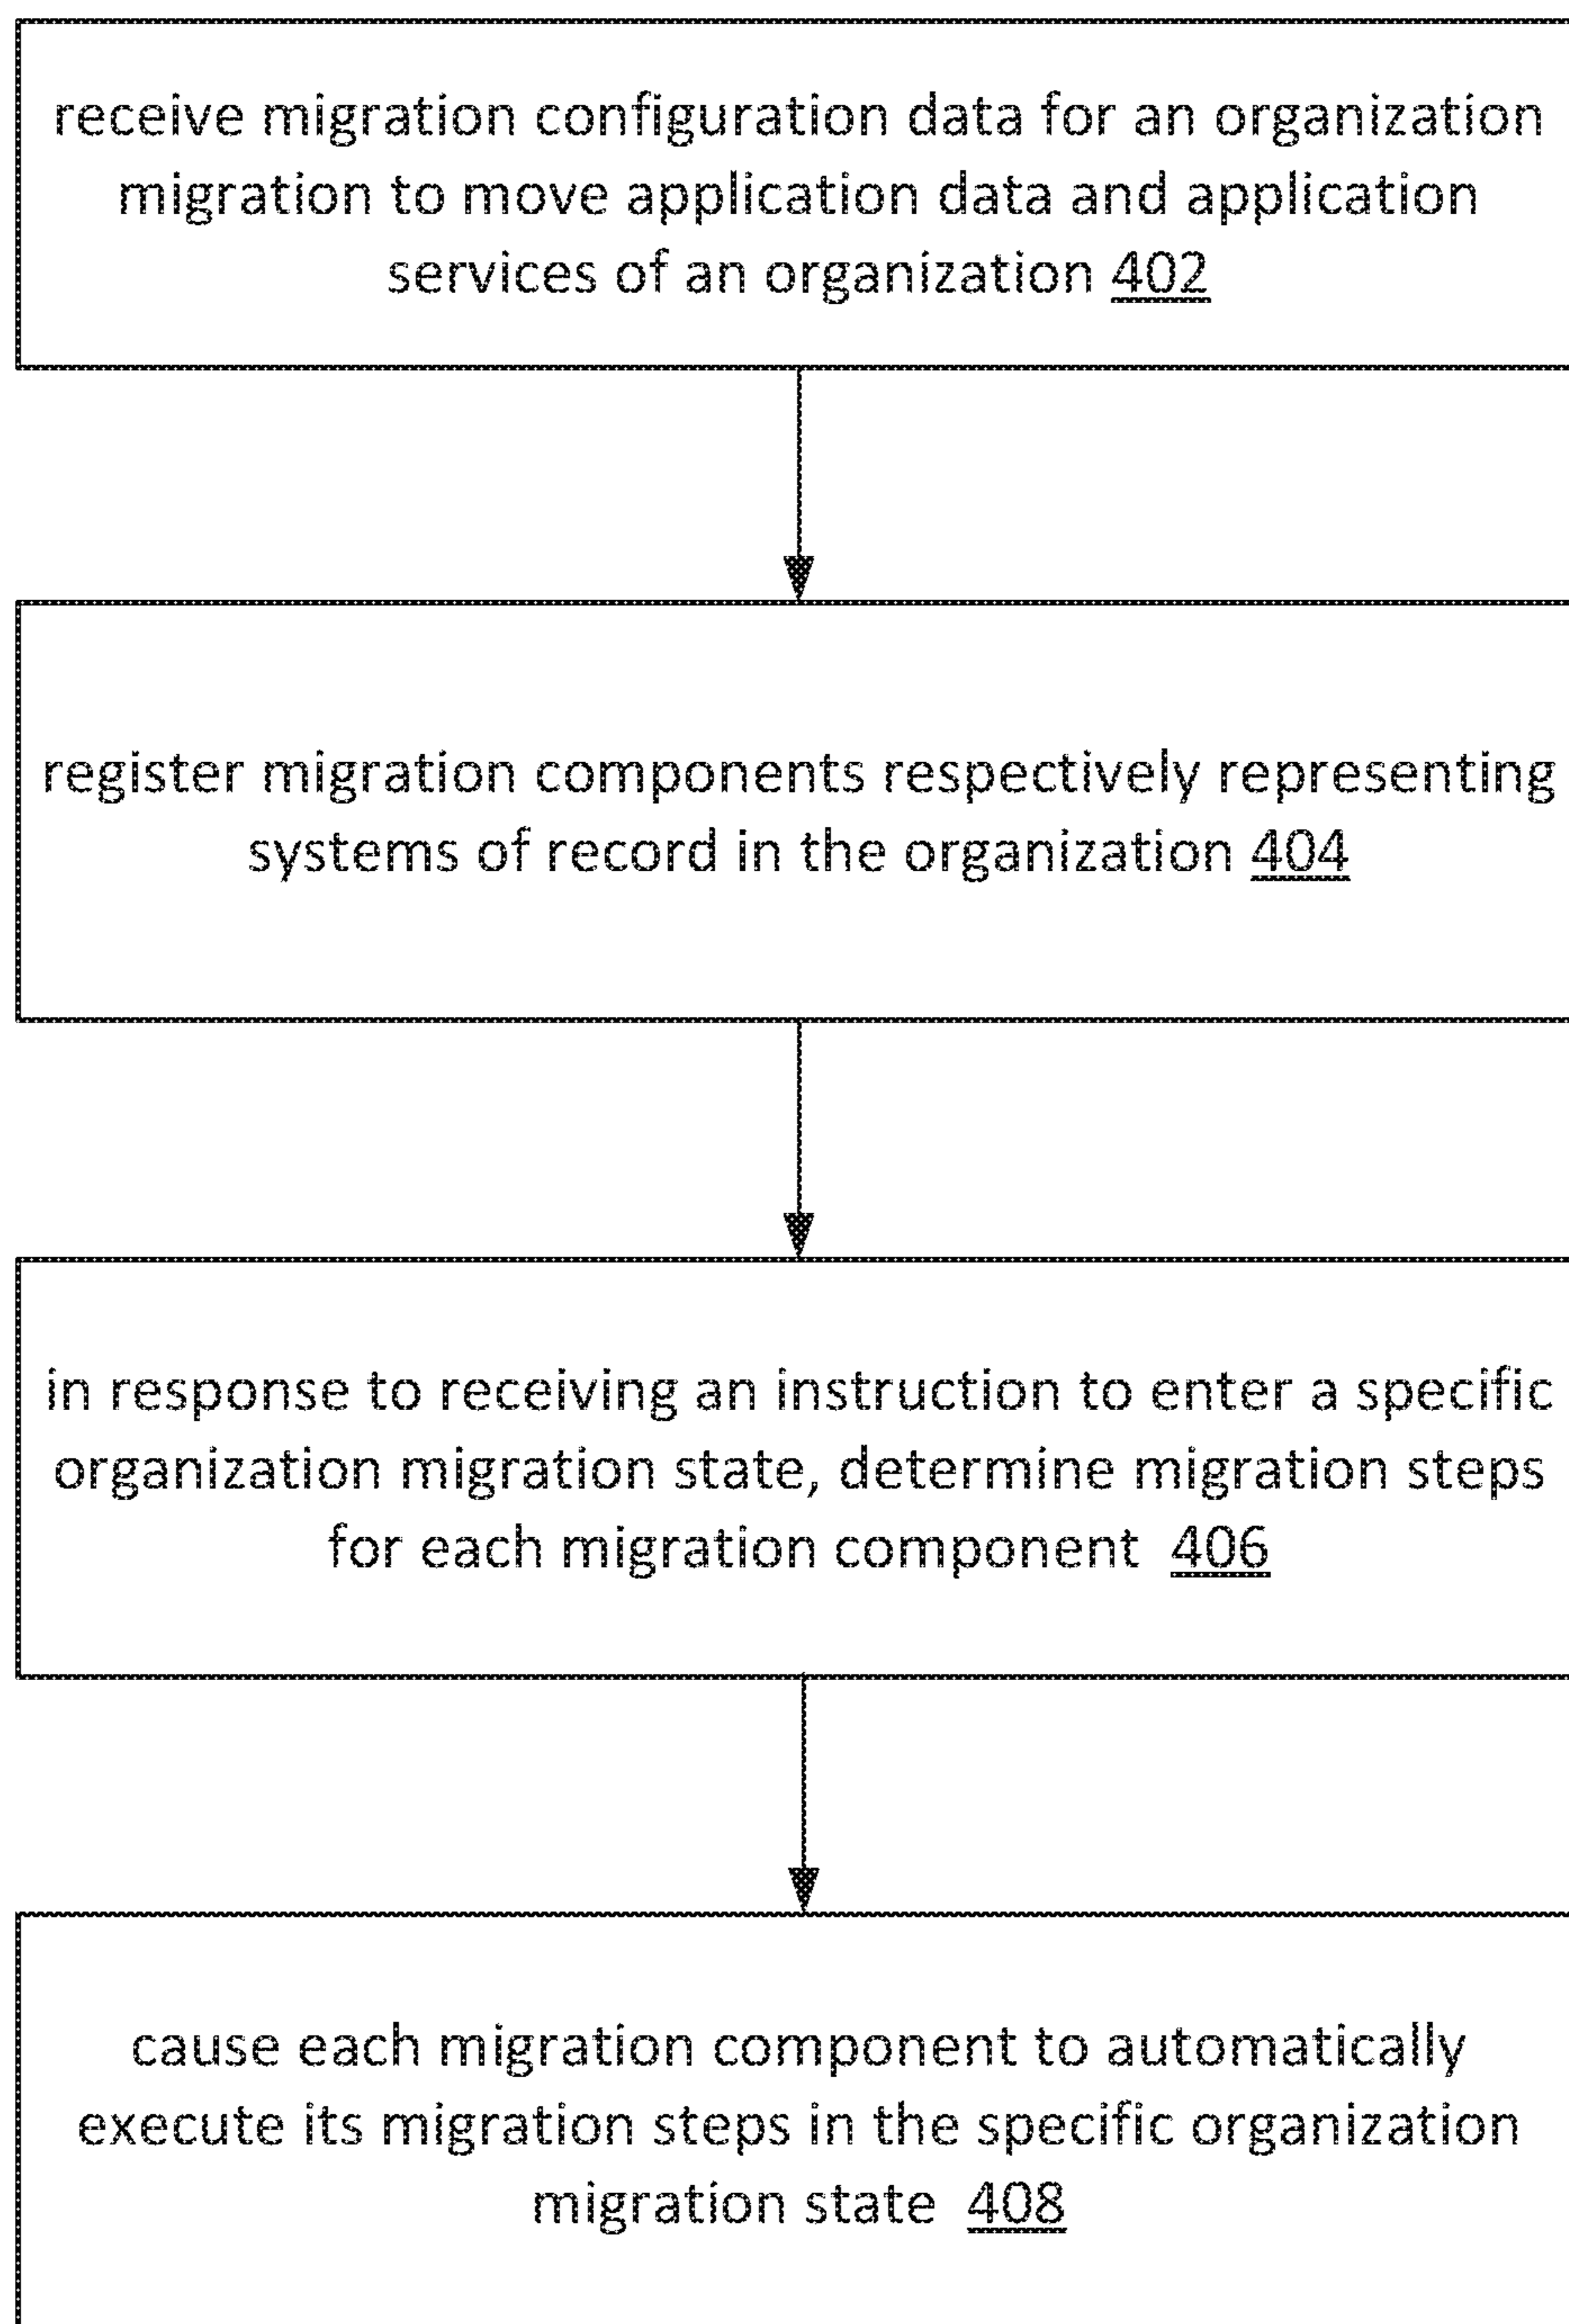 receive migration configuration data for an organization
migration to move application data and application
services of an organization 402
register migration components respectively representing
systems of record in the organization 404
in response to receiving an instruction to enter a specific
organization migration state, determine migration steps
for each migration component 406
cause each migration component to automatically
execute its migration steps in the specific organization
migration state 408